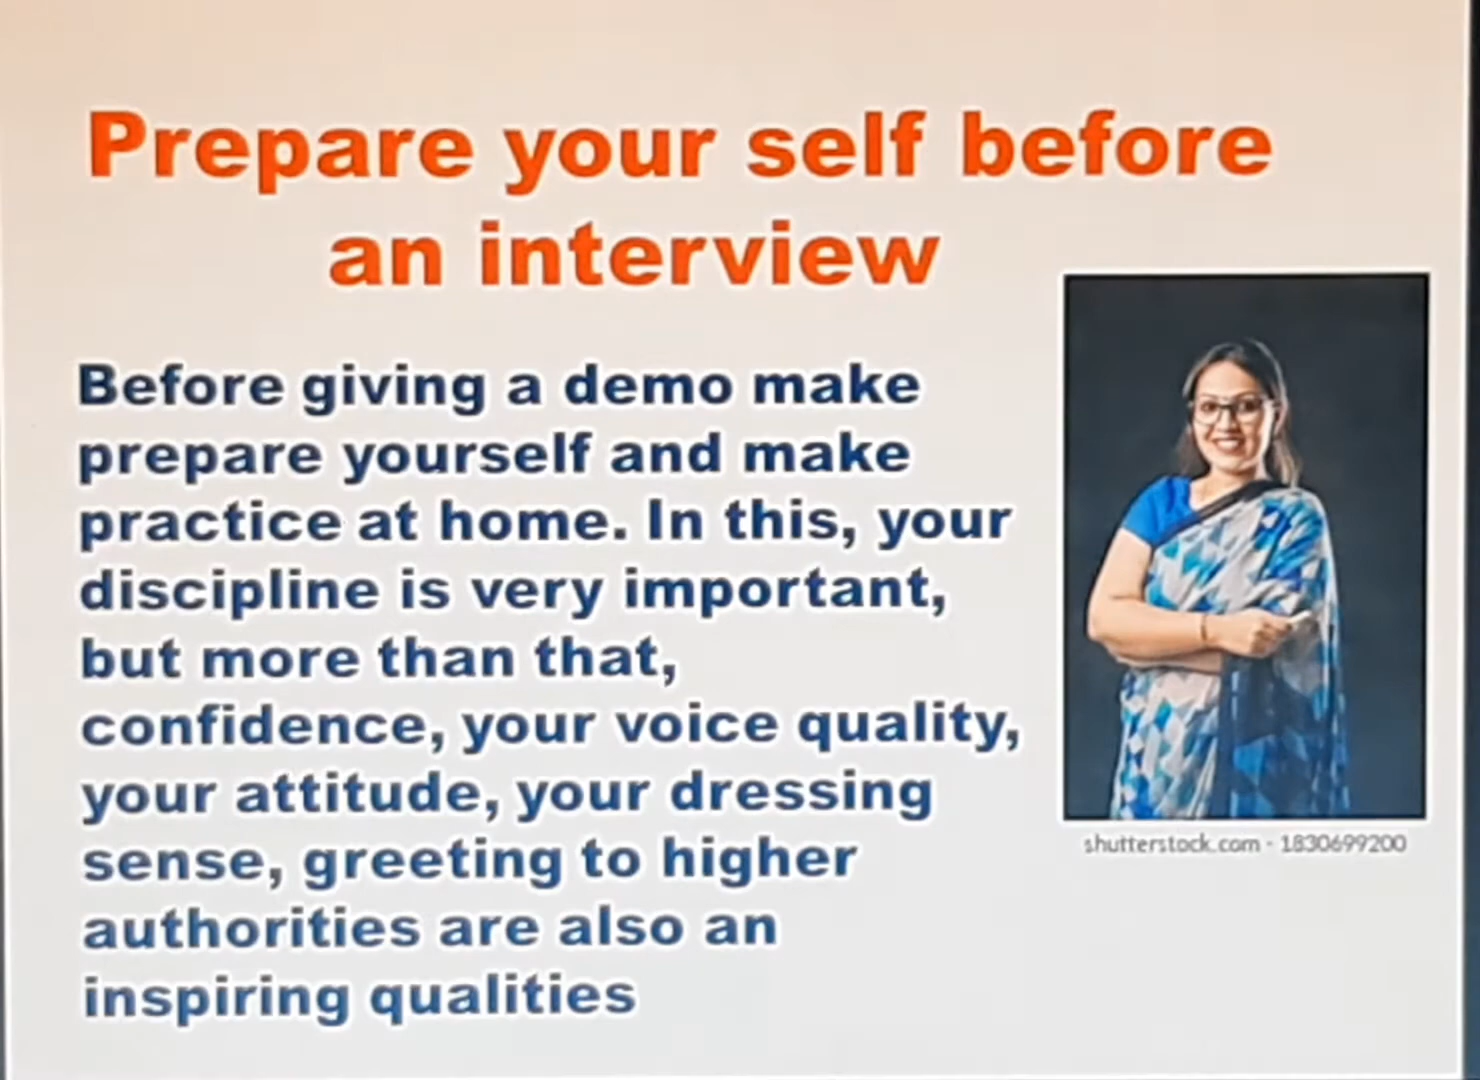 Prepare your self before
an interview
Before giving a demo make
prepare yourself and make
practice at home. In this, your
discipline is very important,
but more than that,
confidence, your voice quality,
your attitude, your dressing
sense, greeting to higher
authorities are also an
inspiring qualities
shutterstock.com · 1830699200